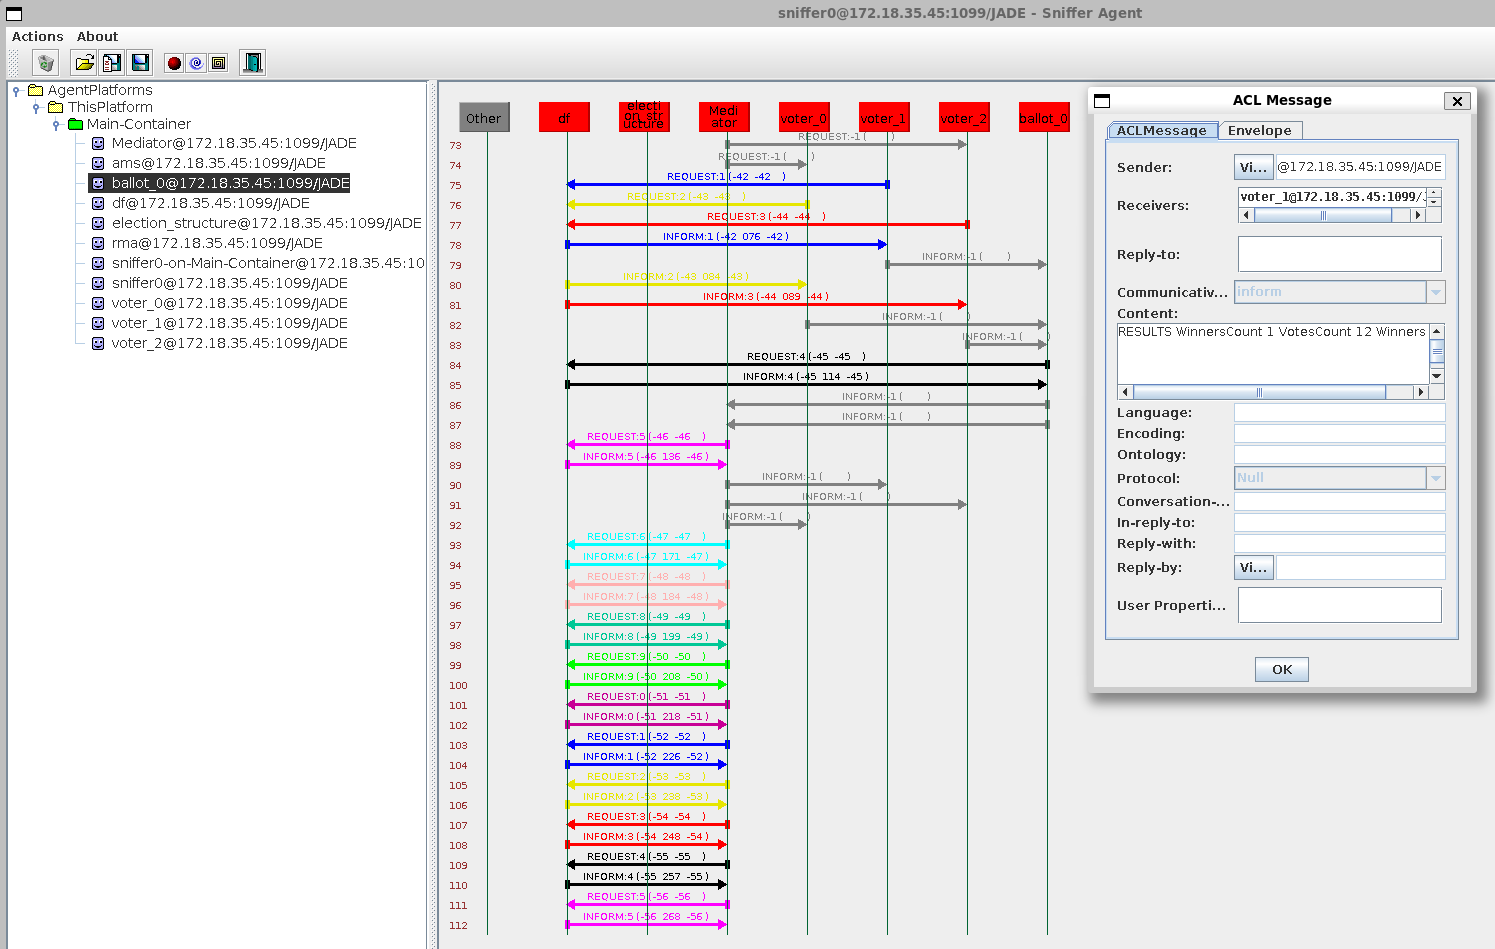 sniffer0@172.18.35.45:1099/JADE - Sniffer Agent
Actions About
AgentPlatforms
ThisPlatform
Main-Container
Mediator@172.18.35.45:1099/JADE
ams@172.18.35.45:1099/JADE
ballot_0@172.18.35.45:1099/JADE
df@172.18.35.45:1099/JADE
election_structure@172.18.35.45:1099/JADE
rma@172.18.35.45:1099/JADE
sniffer0-on-Main-Container@172.18.35.45:10
sniffer0@172.18.35.45:1099/JADE
voter_0@172.18.35.45:1099/JADE
voter_1@172.18.35.45:1099/JADE
voter_2@172.18.35.45:1099/JADE
Other
df
electi
on_str
ucture
Medi
ator
voter_0
voter_1
voter_2
ballot_0
73 REQUEST:-1 ( )
74 REQUEST:-1 ( )
75 REQUEST:1 (-42 -42 )
76 REQUEST:2 (-43 -43 )
77 REQUEST:3 (-44 -44 )
78 INFORM:1 (-42 076 -42 )
79 INFORM:-1 ( )
80 INFORM:2 (-43 084 -43 )
81 INFORM:3 (-44 089 -44 )
82 INFORM:-1 ( )
83 INFORM:-1 ( )
84 REQUEST:4 (-45 -45 )
85 INFORM:4 (-45 114 -45 )
86 INFORM:-1 ( )
87 INFORM:-1 ( )
88 REQUEST:5 (-46 -46 )
89 INFORM:5 (-46 136 -46 )
90 INFORM:-1 ( )
91 INFORM:-1 ( )
92 INFORM:-1 ( )
93 REQUEST:6 (-47 -47 )
94 INFORM:6 (-47 171 -47 )
95 REQUEST:7 (-48 -48 )
96 INFORM:7 (-48 184 -48 )
97 REQUEST:8 (-49 -49 )
98 INFORM:8 (-49 199 -49 )
99 REQUEST:9 (-50 -50 )
100 INFORM:9 (-50 208 -50 )
101 REQUEST:0 (-51 -51 )
102 INFORM:0 (-51 218 -51 )
103 REQUEST:1 (-52 -52 )
104 INFORM:1 (-52 226 -52 )
105 REQUEST:2 (-53 -53 )
106 INFORM:2 (-53 238 -53 )
107 REQUEST:3 (-54 -54 )
108 INFORM:3 (-54 248 -54 )
109 REQUEST:4 (-55 -55 )
110 INFORM:4 (-55 257 -55 )
111 REQUEST:5 (-56 -56 )
112 INFORM:5 (-56 268 -56 )
ACL Message
ACLMessage Envelope
Sender: Vi... @172.18.35.45:1099/JADE
Receivers: voter_1@172.18.35.45:1099/J
Reply-to:
Communicativ... inform
Content:
RESULTS WinnersCount 1 VotesCount 12 Winners
Language:
Encoding:
Ontology:
Protocol: Null
Conversation-...
In-reply-to:
Reply-with:
Reply-by: Vi...
User Properti...
OK